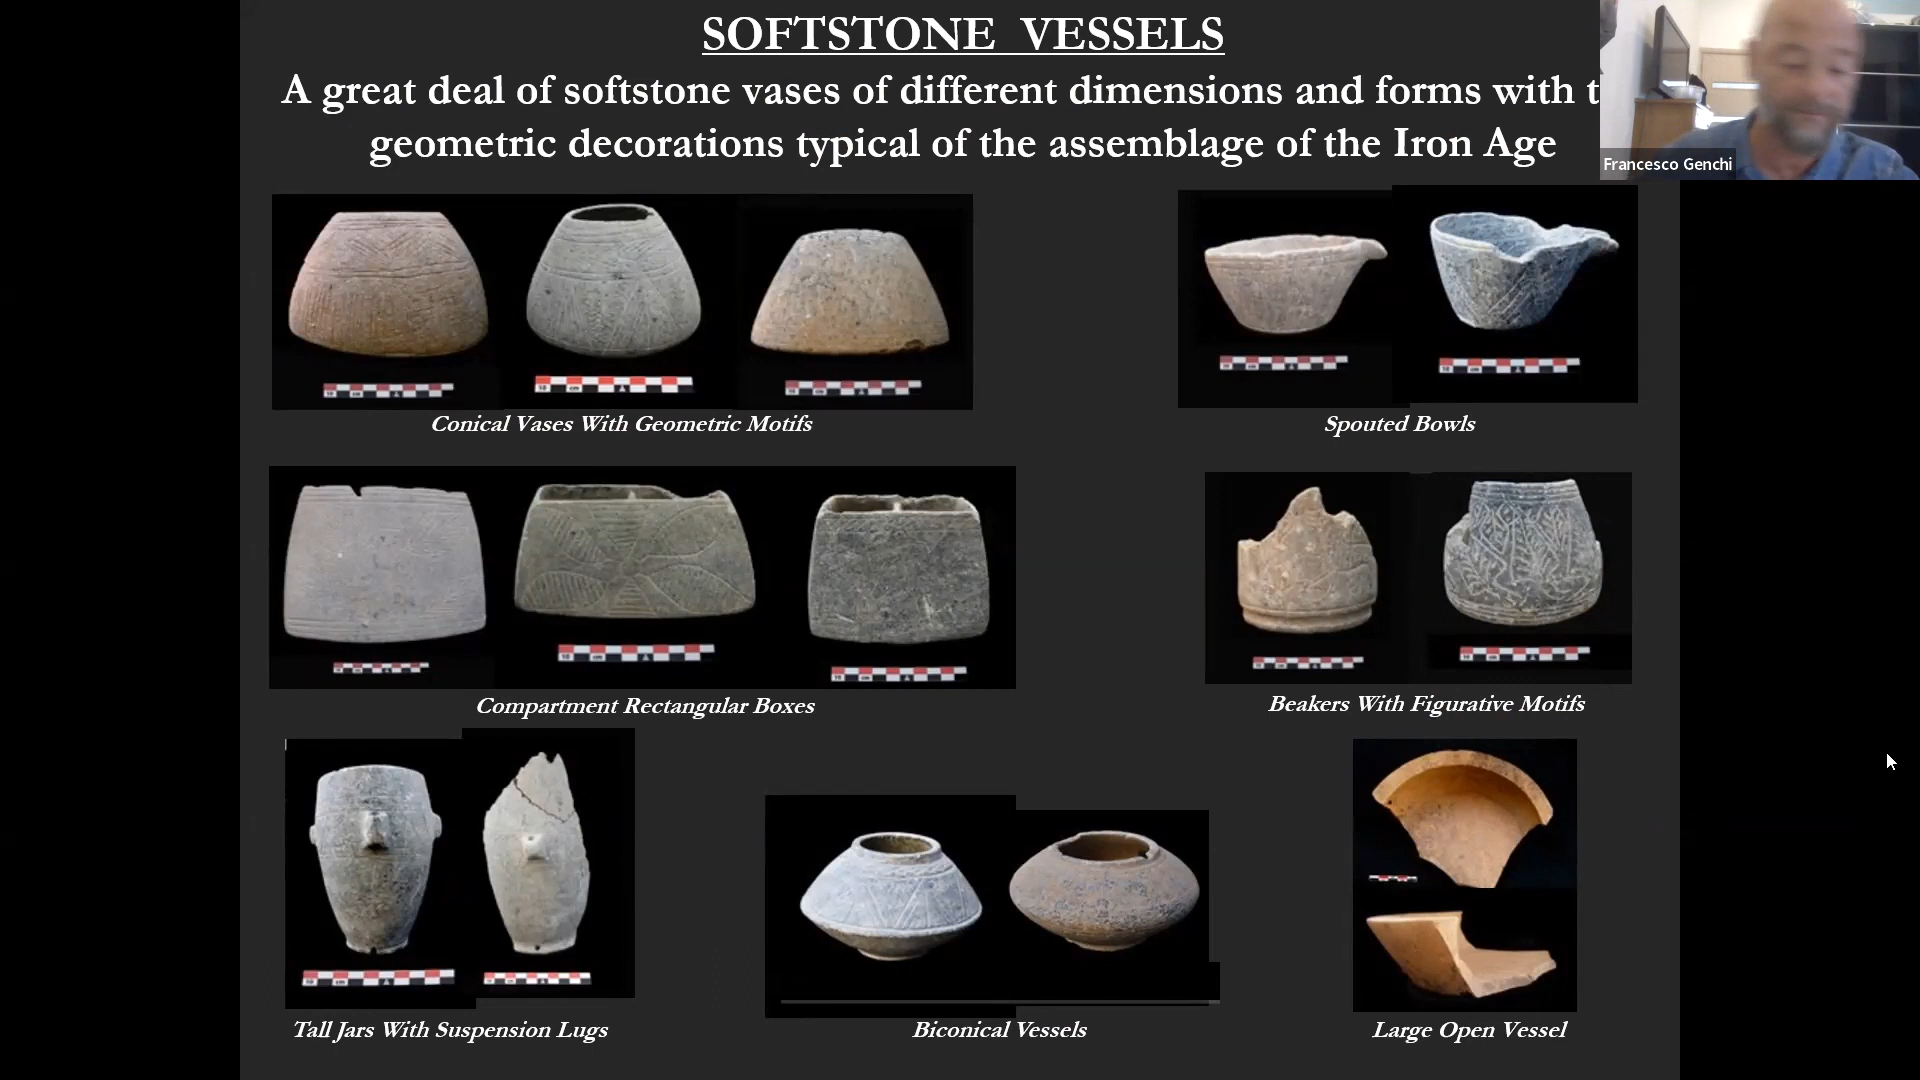 SOFTSTONE VESSELS
A great deal of softstone vases of different dimensions and forms with
geometric decorations typical of the assemblage of the Iron Age
Francesco Genchi
Conical Vases With Geometric Motifs
Spouted Bowls
Compartment Rectangular Boxes
Beakers With Figurative Motifs
Tall Jars With Suspension Lugs
Biconical Vessels
Large Open Vessel